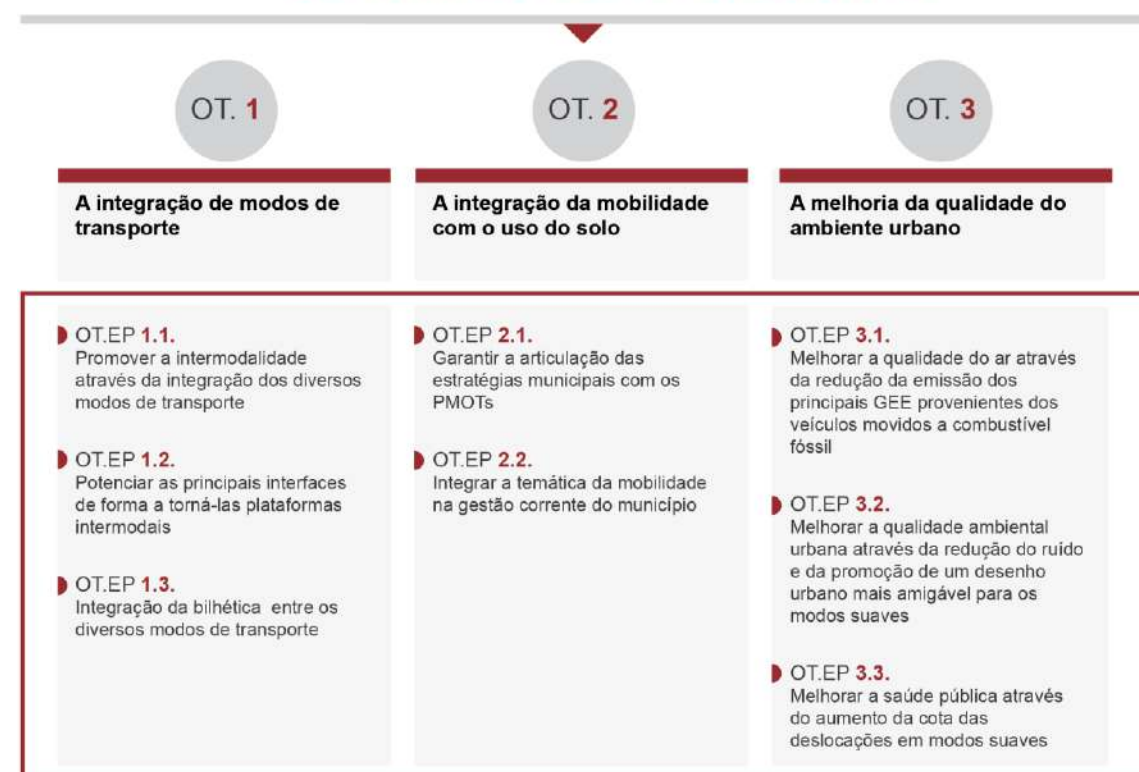 OT. 1
A integração de modos de
transporte
OT.EP 1.1.
Promover a intermodalidade
através da integração dos diversos
modos de transporte
OT.EP 1.2.
Potenciar as principais interfaces
de forma a torná-las plataformas
intermodais
OT.EP 1.3.
Integração da bilhética entre os
diversos modos de transporte
OT. 2
A integração da mobilidade
com o uso do solo
OT.EP 2.1.
Garantir a articulação das
estratégias municipais com os
PMOTs
OT.EP 2.2.
Integrar a temática da mobilidade
na gestão corrente do município
OT. 3
A melhoria da qualidade do
ambiente urbano
OT.EP 3.1.
Melhorar a qualidade do ar através
da redução da emissão dos
principais GEE provenientes dos
veículos movidos a combustível
fóssil
OT.EP 3.2.
Melhorar a qualidade ambiental
urbana através da redução do ruído
e da promoção de um desenho
urbano mais amigável para os
modos suaves
OT.EP 3.3.
Melhorar a saúde pública através
do aumento da cota das
deslocações em modos suaves